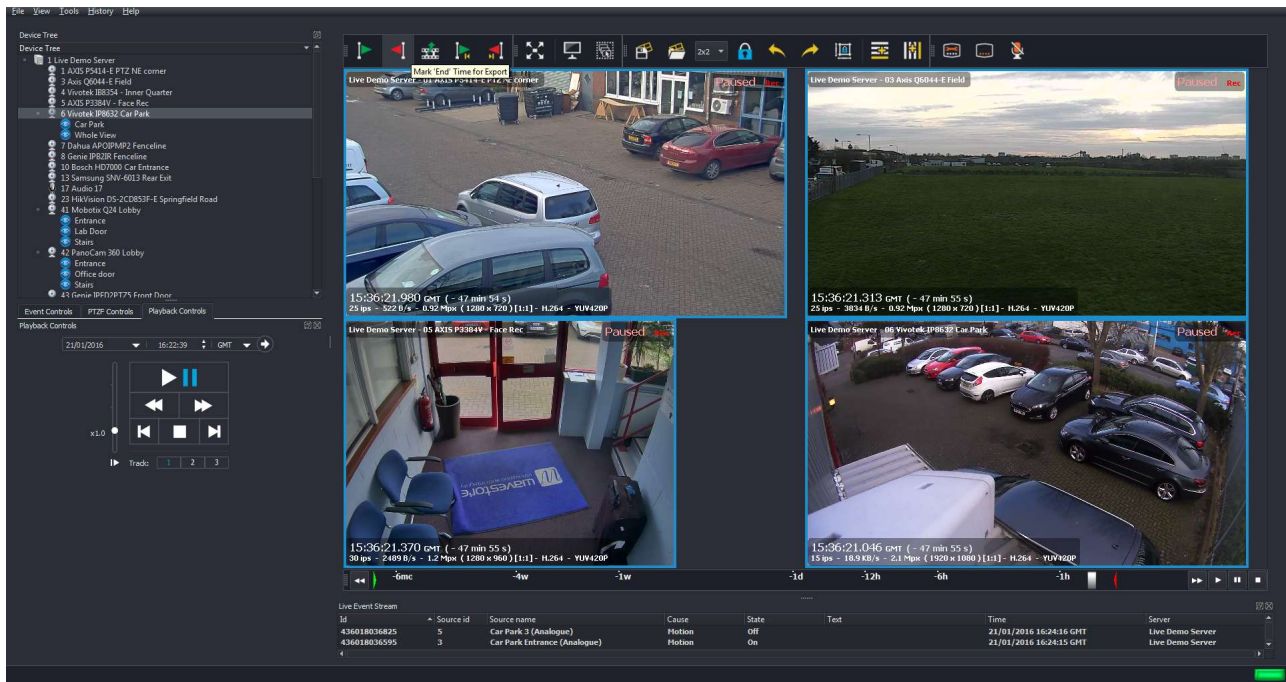 File View Tools History Help
Device Tree
Device Tree
1 Live Demo Server
1 AXIS P5414-E PTZ NE corner
3 Axis Q6044-E Field
4 Vivotek IB8354 - Inner Quarter
5 AXIS P3384V - Face Rec
6 Vivotek IP8632 Car Park
Car Park
Whole View
7 Dahua APOIPMP2 Fenceline
8 Genie IPB2IR Fenceline
10 Bosch HD7000 Car Entrance
13 Samsung SNV-6013 Rear Exit
17 Audio 17
23 HikVision DS-2CD853F-E Springfield Road
41 Mobotix Q24 Lobby
Entrance
Lab Door
Stairs
42 PanoCam 360 Lobby
Entrance
Office door
Stairs
43 Genie IPFD2PTZ5 Front Door
Event Controls PTZF Controls Playback Controls
Playback Controls
21/01/2016 16:22:39 GMT
x1.0
Track: 1 2 3
2x2
Mark 'End' Time for Export
Live Demo Server - 01 AXIS P5414-E PTZ NE corner
Paused Rec
15:36:21.980 GMT ( - 47 min 54 s)
25 ips - 522 B/s - 0.92 Mpx ( 1280 x 720 ) [1:1] - H.264 - YUV420P
Live Demo Server - 03 Axis Q6044-E Field
Paused Rec
15:36:21.313 GMT ( - 47 min 55 s)
25 ips - 3834 B/s - 0.92 Mpx ( 1280 x 720 ) [1:1] - H.264 - YUV420P
Live Demo Server - 05 AXIS P3384V - Face Rec
Paused Rec
wavestore
15:36:21.370 GMT ( - 47 min 55 s)
30 ips - 2489 B/s - 1.2 Mpx ( 1280 x 960 ) [1:1] - H.264 - YUV420P
Live Demo Server - 06 Vivotek IP8632 Car Park
Paused Rec
15:36:21.046 GMT ( - 47 min 55 s)
15 ips - 18.9 KB/s - 2.1 Mpx ( 1920 x 1080 ) [1:1] - H.264 - YUV420P
-6mc -4w -1w -1d -12h -6h -1h
Live Event Stream
Id Source id Source name Cause State Text Time Server
436018036825 5 Car Park 3 (Analogue) Motion Off 21/01/2016 16:24:16 GMT Live Demo Server
436018036595 3 Car Park Entrance (Analogue) Motion On 21/01/2016 16:24:15 GMT Live Demo Server